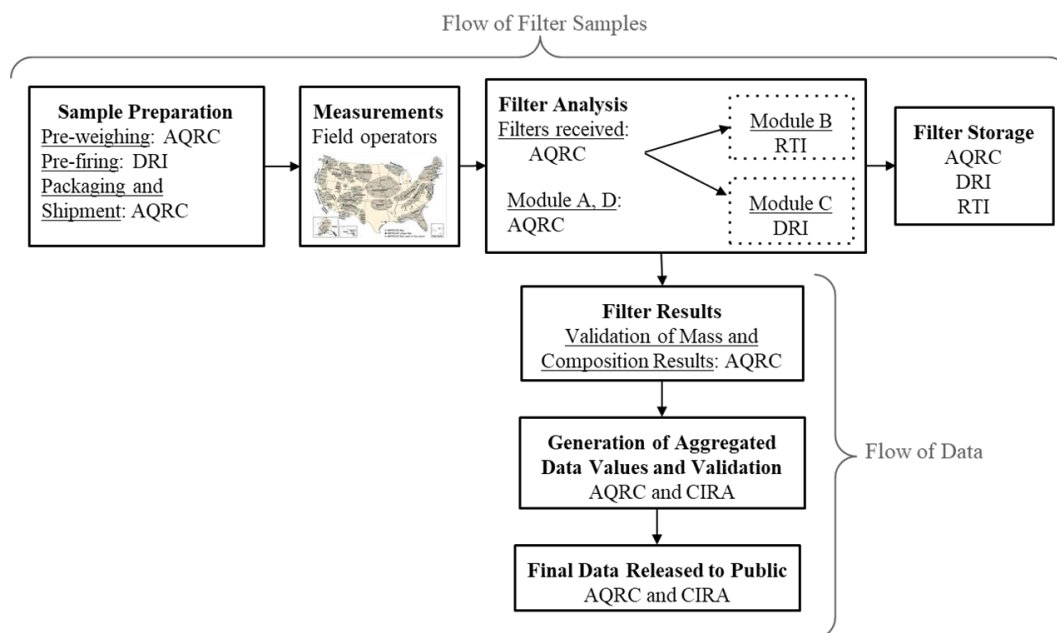 Flow of Filter Samples
Sample Preparation
Pre-weighing: AQRC
Pre-firing: DRI
Packaging and
Shipment: AQRC
Measurements
Field operators
Filter Analysis
Filters received:
AQRC
Module A, D:
AQRC
Module B
RTI
Module C
DRI
Filter Storage
AQRC
DRI
RTI
Filter Results
Validation of Mass and
Composition Results: AQRC
Generation of Aggregated
Data Values and Validation
AQRC and CIRA
Final Data Released to Public
AQRC and CIRA
Flow of Data